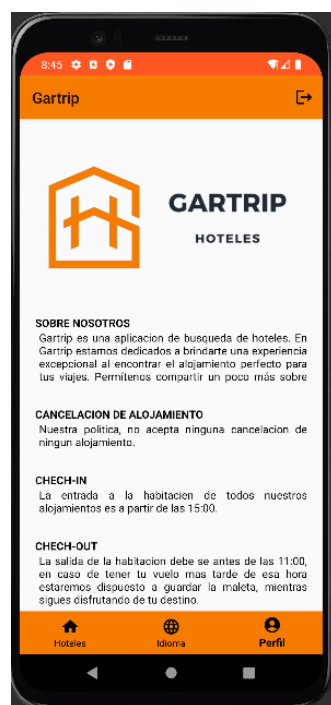 8:45
Gartrip
GARTRIP
HOTELES
SOBRE NOSOTROS
Gartrip es una aplicacion de busqueda de hoteles. En
Gartrip estamos dedicados a brindarte una experiencia
excepcional al encontrar el alojamiento perfecto para
tus viajes. Permítenos compartir un poco más sobre
CANCELACION DE ALOJAMIENTO
Nuestra politica, no acepta ninguna cancelacion de
ningun alojamiento.
CHECH-IN
La entrada a la habitacien de todos nuestros
alojamientos es a partir de las 15:00.
CHECH-OUT
La salida de la habitacion debe se antes de las 11:00,
en caso de tener tu vuelo mas tarde de esa hora
estaremos dispuesto a guardar la maleta, mientras
sigues disfrutando de tu destino.
Hoteles
Idioma
Perfil